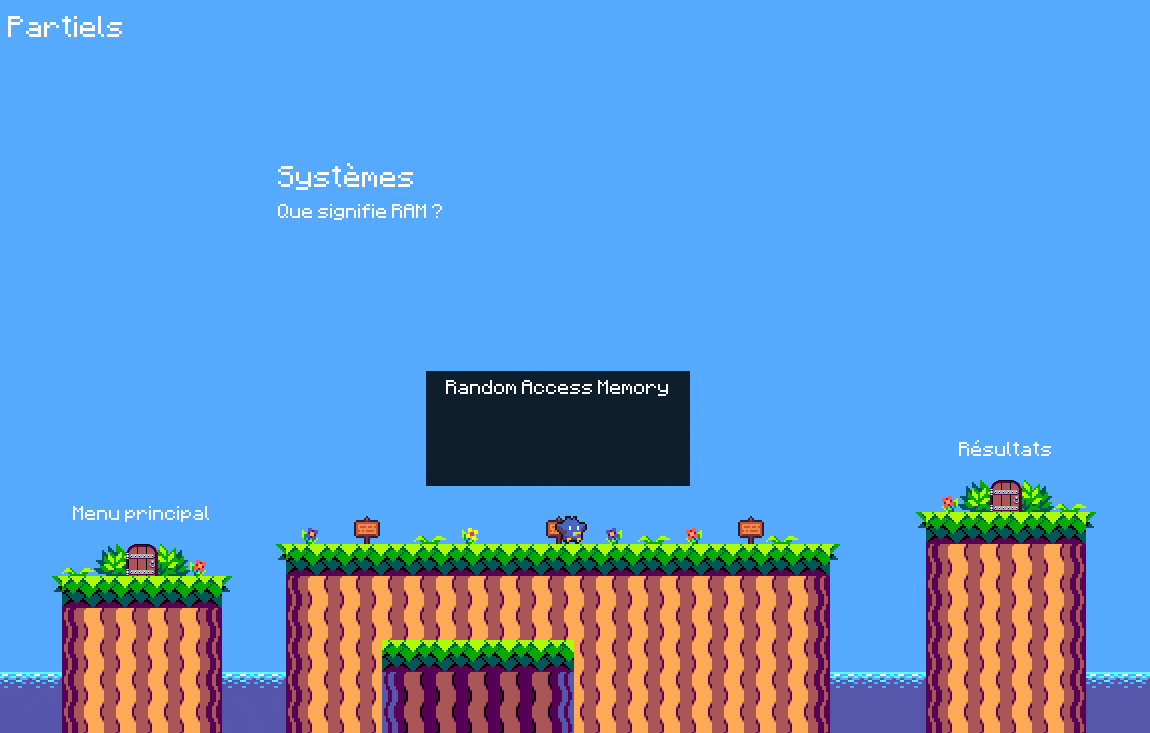 Partiels
Systèmes
Que signifie RAM ?
Random Access Memory
Résultats
Menu principal